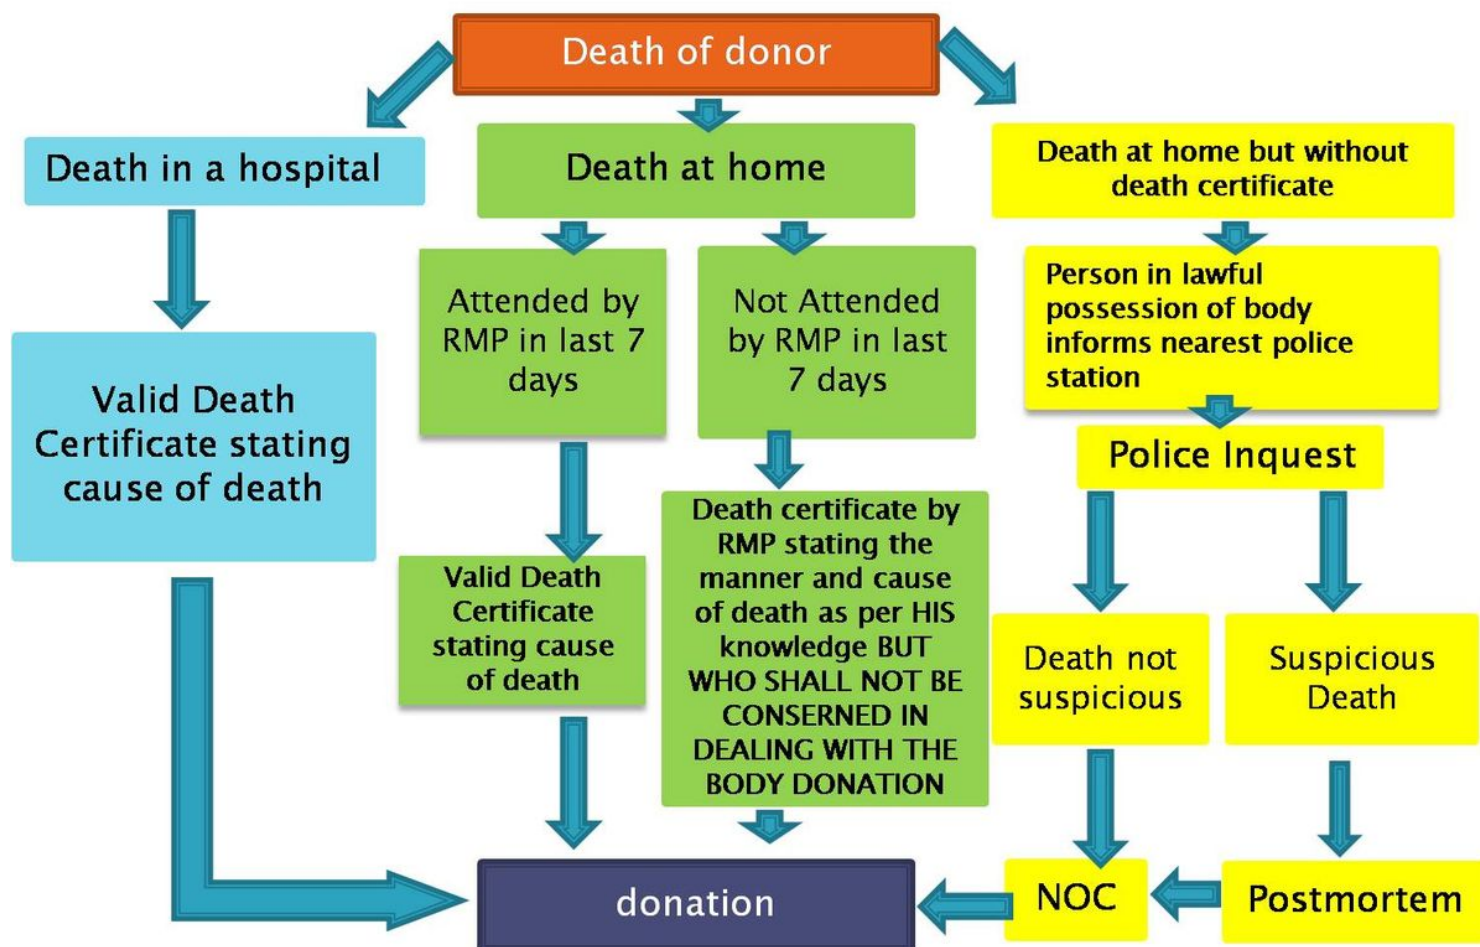 Death of donor
Death in a hospital
Death at home
Death at home but without
death certificate
Attended by
RMP in last 7
days
Not Attended
by RMP in last
7 days
Person in lawful
possession of body
informs nearest police
station
Valid Death
Certificate stating
cause of death
Police Inquest
Valid Death
Certificate
stating cause
of death
Death certificate by
RMP stating the
manner and cause
of death as per HIS
knowledge BUT
WHO SHALL NOT BE
CONSERNED IN
DEALING WITH THE
BODY DONATION
Death not
suspicious
Suspicious
Death
donation
NOC
Postmortem